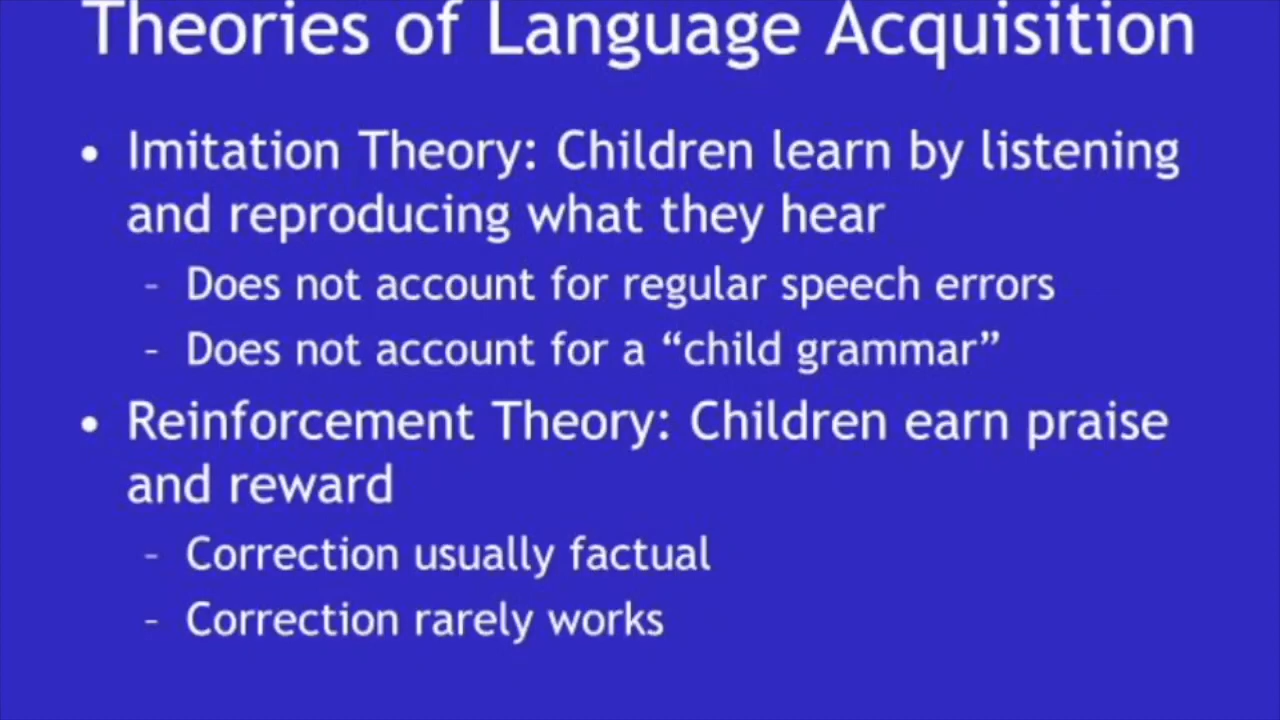 Theories of Language Acquisition
• Imitation Theory: Children learn by listening
and reproducing what they hear
– Does not account for regular speech errors
– Does not account for a “child grammar”
• Reinforcement Theory: Children earn praise
and reward
– Correction usually factual
– Correction rarely works